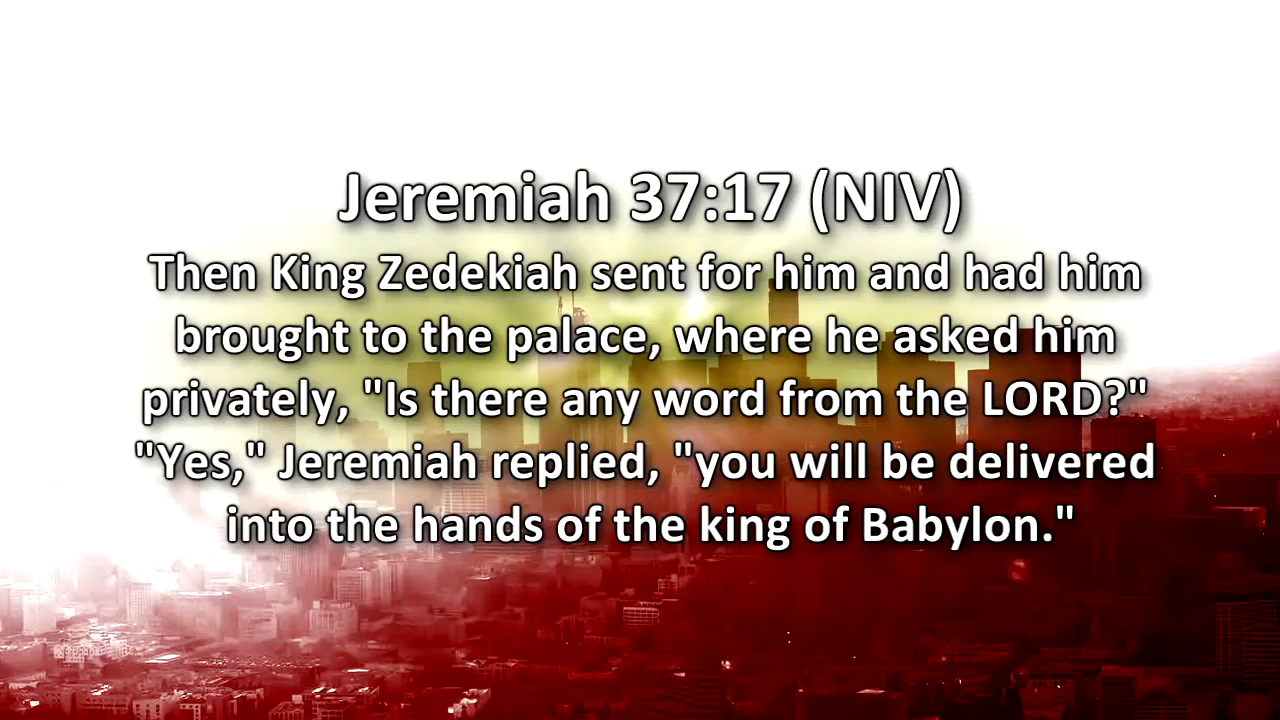 Jeremiah 37:17 (NIV)
Then King Zedekiah sent for him and had him
brought to the palace, where he asked him
privately, "Is there any word from the LORD?"
"Yes," Jeremiah replied, "you will be delivered
into the hands of the king of Babylon."